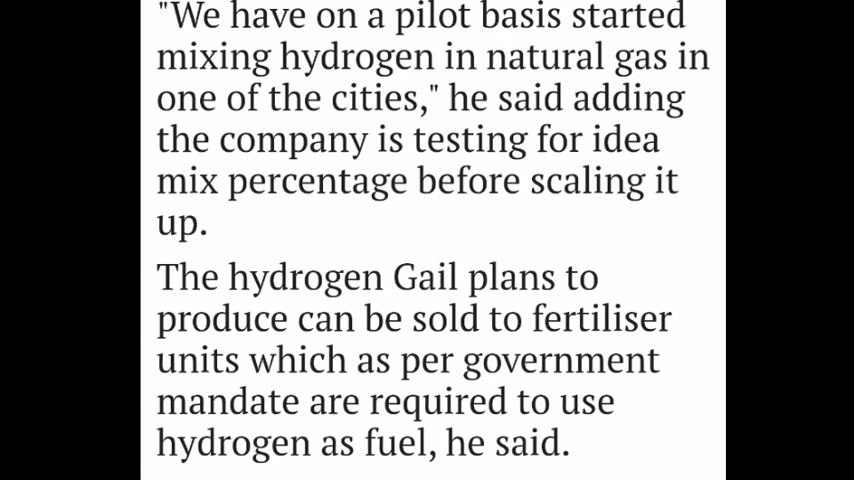 "We have on a pilot basis started
mixing hydrogen in natural gas in
one of the cities," he said adding
the company is testing for idea
mix percentage before scaling it
up.
The hydrogen Gail plans to
produce can be sold to fertiliser
units which as per government
mandate are required to use
hydrogen as fuel, he said.